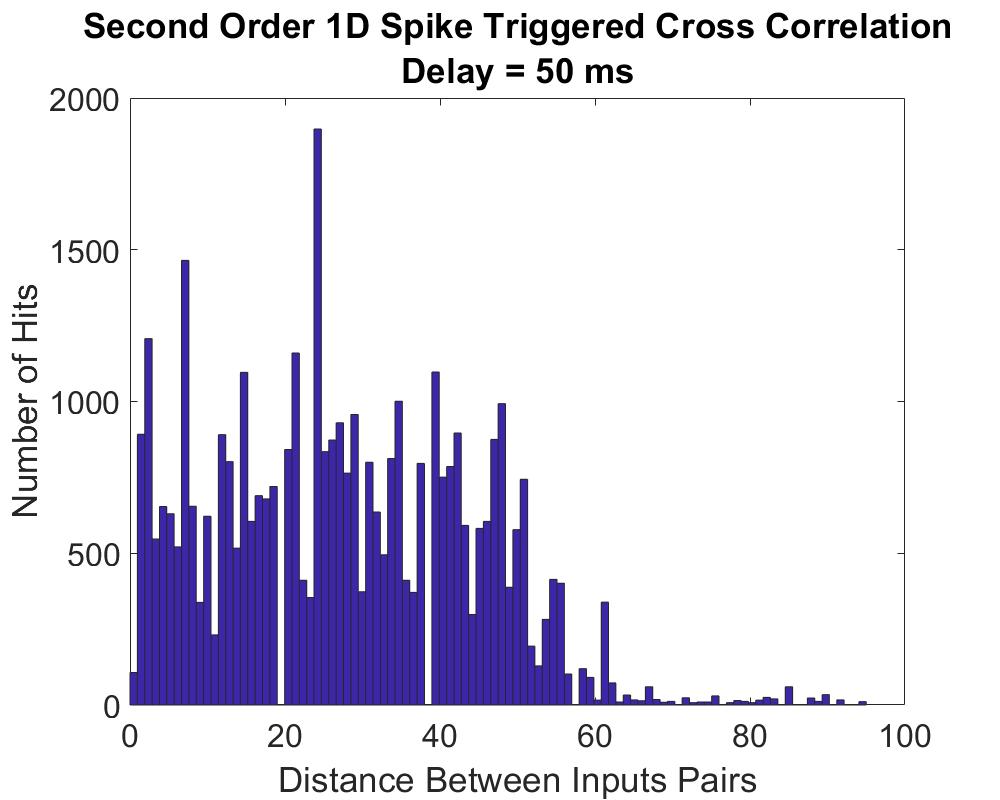 Second Order 1D Spike Triggered Cross Correlation
Delay = 50 ms
2000
1500
1000
500
0
Number of Hits
0 20 40 60 80 100
Distance Between Inputs Pairs